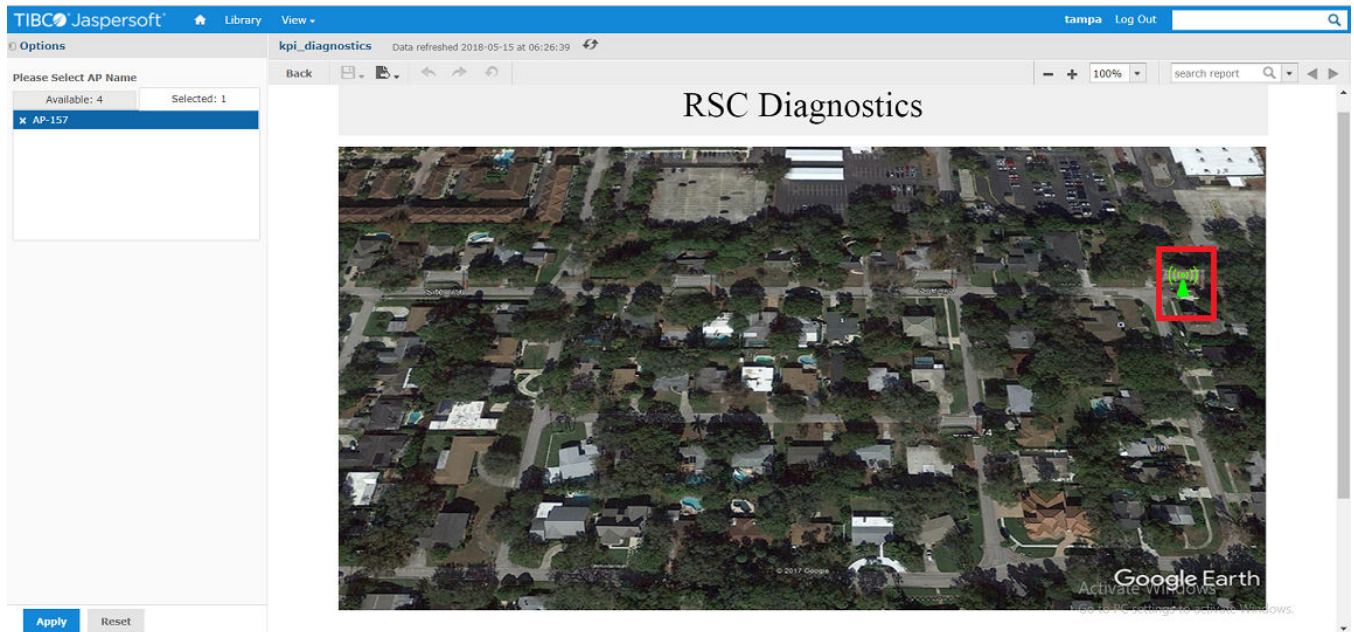 TIBCO Jaspersoft Library View tampa Log Out
Options
kpi_diagnostics Data refreshed 2018-05-15 at 06:26:39
Please Select AP Name
Back 100% search report
Available: 4 Selected: 1
x AP-157
RSC Diagnostics
© 2017 Google
Google Earth
Activate Windows
Go to PC settings to activate Windows.
Apply Reset